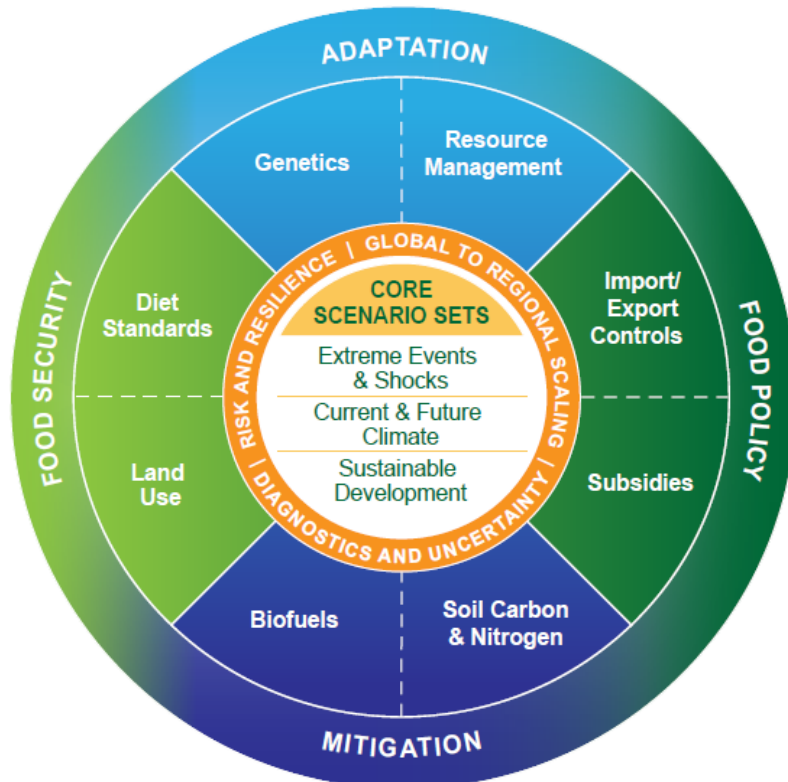 ADAPTATION
Genetics
Resource
Management
FOOD SECURITY
Diet
Standards
Land
Use
RISK AND RESILIENCE | GLOBAL TO REGIONAL SCALING | DIAGNOSTICS AND UNCERTAINTY |
CORE
SCENARIO SETS
Extreme Events
& Shocks
Current & Future
Climate
Sustainable
Development
Import/
Export
Controls
Subsidies
FOOD POLICY
Biofuels
Soil Carbon
& Nitrogen
MITIGATION